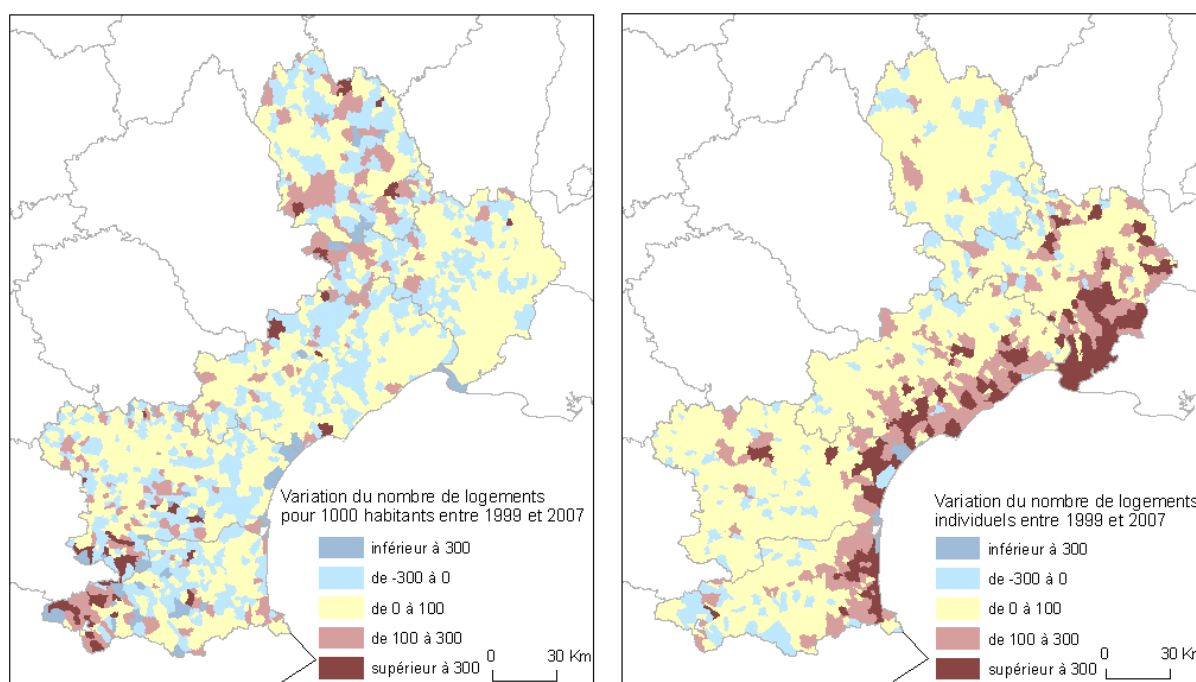 Variation du nombre de logements
pour 1000 habitants entre 1999 et 2007
inférieur à 300
de -300 à 0
de 0 à 100
de 100 à 300
supérieur à 300
0 30 Km
Variation du nombre de logements
individuels entre 1999 et 2007
inférieur à 300
de -300 à 0
de 0 à 100
de 100 à 300
supérieur à 300
0 30 Km